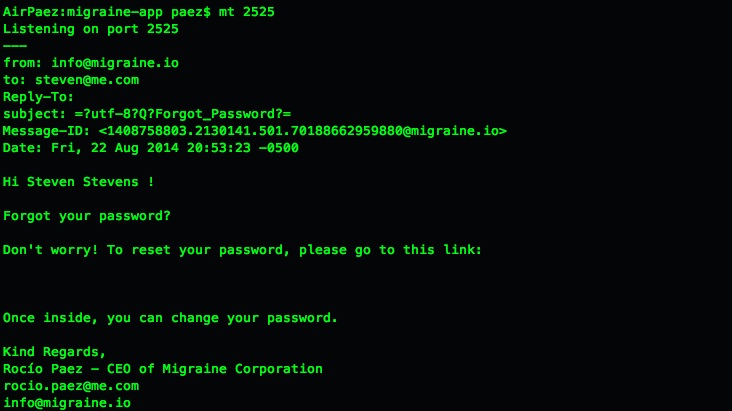 AirPaez:migraine-app paez$ mt 2525
Listening on port 2525
———
from: info@migraine.io
to: steven@me.com
Reply-To:
subject: =?utf-8?Q?Forgot_Password?=
Message-ID: <1408758803.2130141.501.70188662959880@migraine.io>
Date: Fri, 22 Aug 2014 20:53:23 -0500
Hi Steven Stevens !
Forgot your password?
Don't worry! To reset your password, please go to this link:
Once inside, you can change your password.
Kind Regards,
Rocío Paez - CEO of Migraine Corporation
rocio.paez@me.com
info@migraine.io